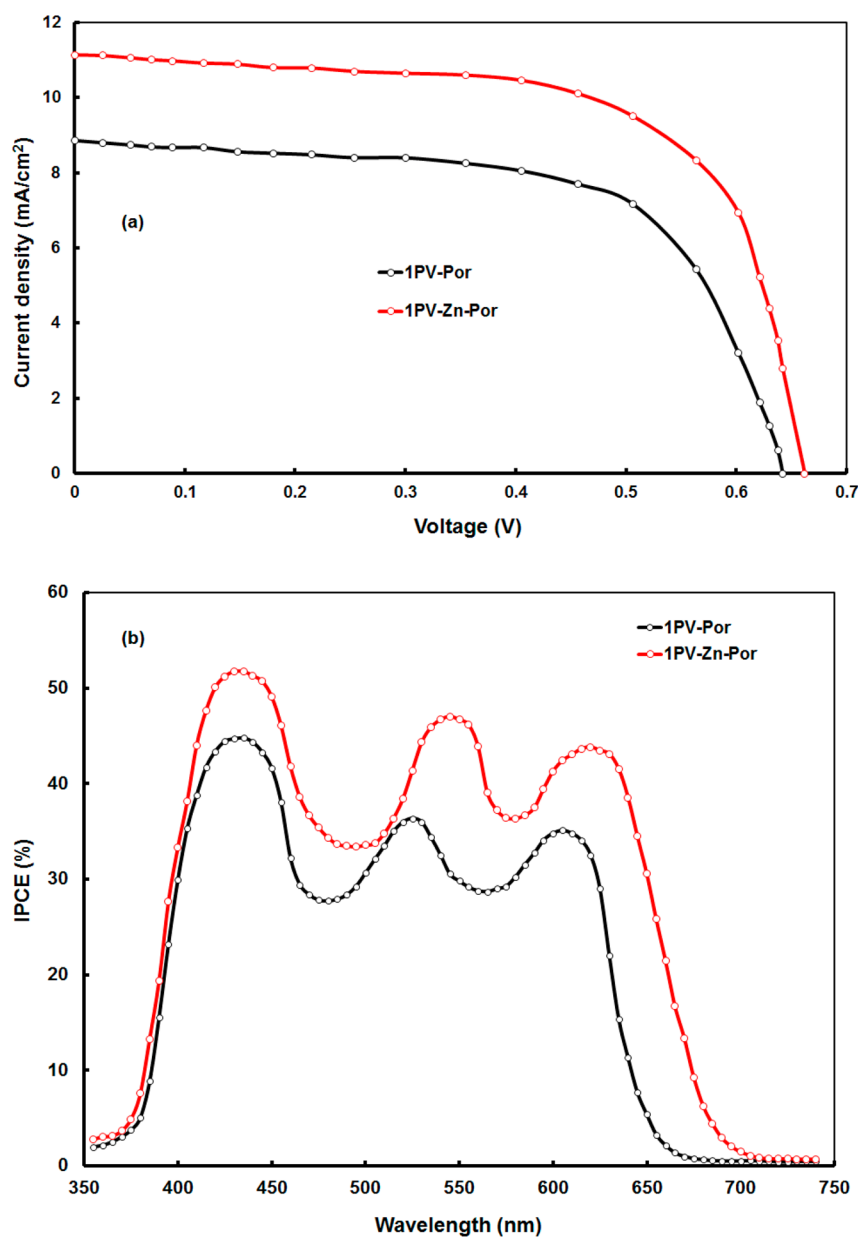 12
10
8
6
4
2
0
Current density (mA/cm²)
(a)
1PV-Por
1PV-Zn-Por
0 0.1 0.2 0.3 0.4 0.5 0.6 0.7
Voltage (V)
60
50
40
30
20
10
0
IPCE (%)
(b)
1PV-Por
1PV-Zn-Por
350 400 450 500 550 600 650 700 750
Wavelength (nm)